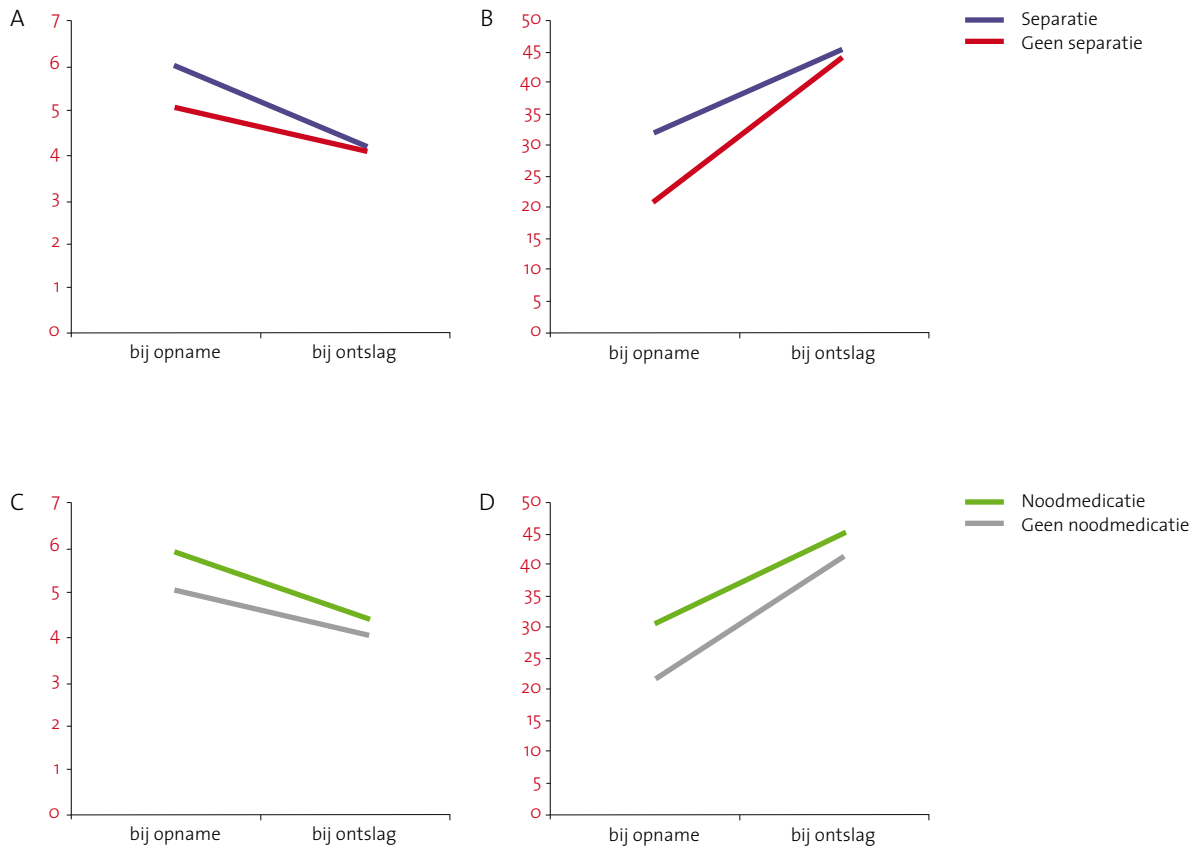 A
7
6
5
4
3
2
1
0
bij opname
bij ontslag
B
50
45
40
35
30
25
20
15
10
5
0
bij opname
bij ontslag
Separatie
Geen separatie
C
7
6
5
4
3
2
1
0
bij opname
bij ontslag
D
50
45
40
35
30
25
20
15
10
5
0
bij opname
bij ontslag
Noodmedicatie
Geen noodmedicatie